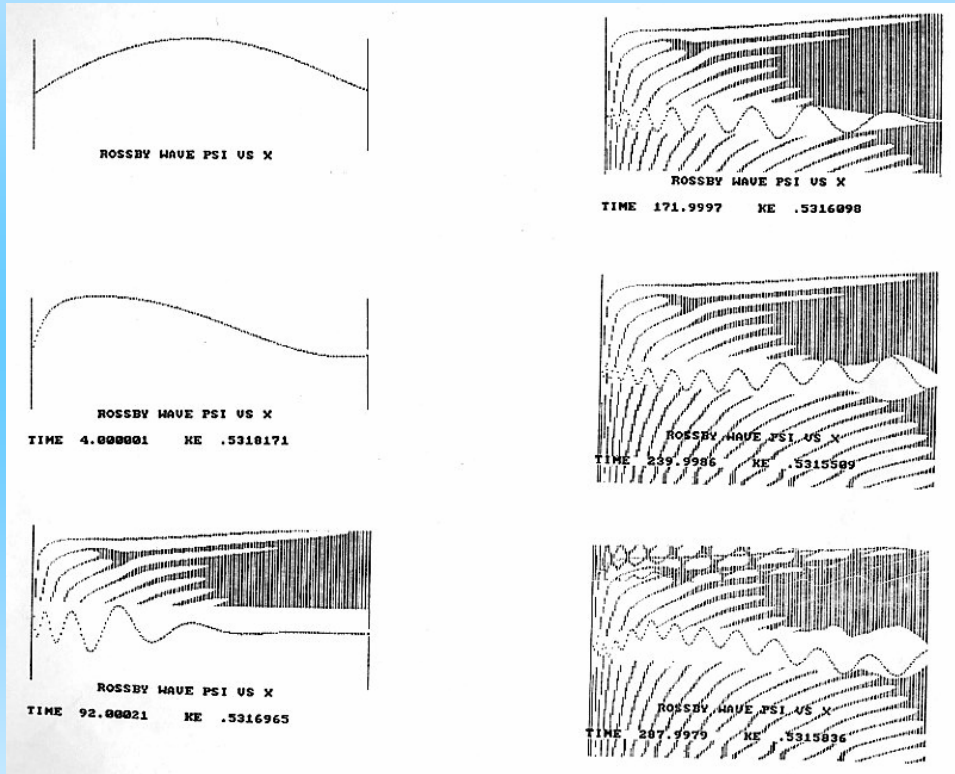 ROSSBY WAVE PSI VS X
ROSSBY WAVE PSI VS X
TIME 4.000001 KE .5318171
ROSSBY WAVE PSI VS X
TIME 92.00021 KE .5316965
ROSSBY WAVE PSI VS X
TIME 171.9997 KE .5316098
ROSSBY WAVE PSI VS X
TIME 239.9986 KE .5315509
ROSSBY WAVE PSI VS X
TIME 287.9979 KE .5315836